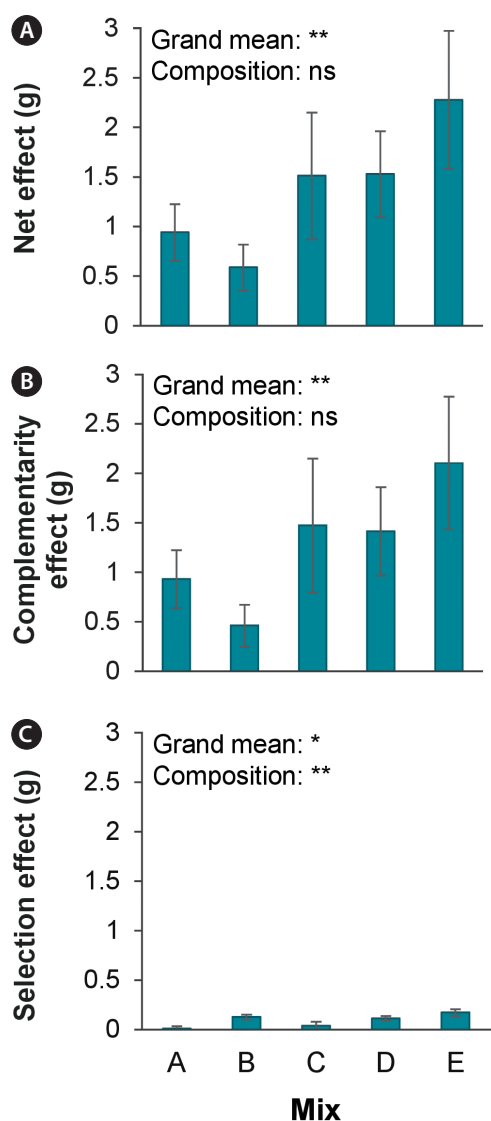 A
Net effect (g)
3
2.5
2
1.5
1
0.5
0
Grand mean: **
Composition: ns
B
Complementarity
effect (g)
3
2.5
2
1.5
1
0.5
0
Grand mean: **
Composition: ns
C
Selection effect (g)
3
2.5
2
1.5
1
0.5
0
Grand mean: *
Composition: **
A B C D E
Mix